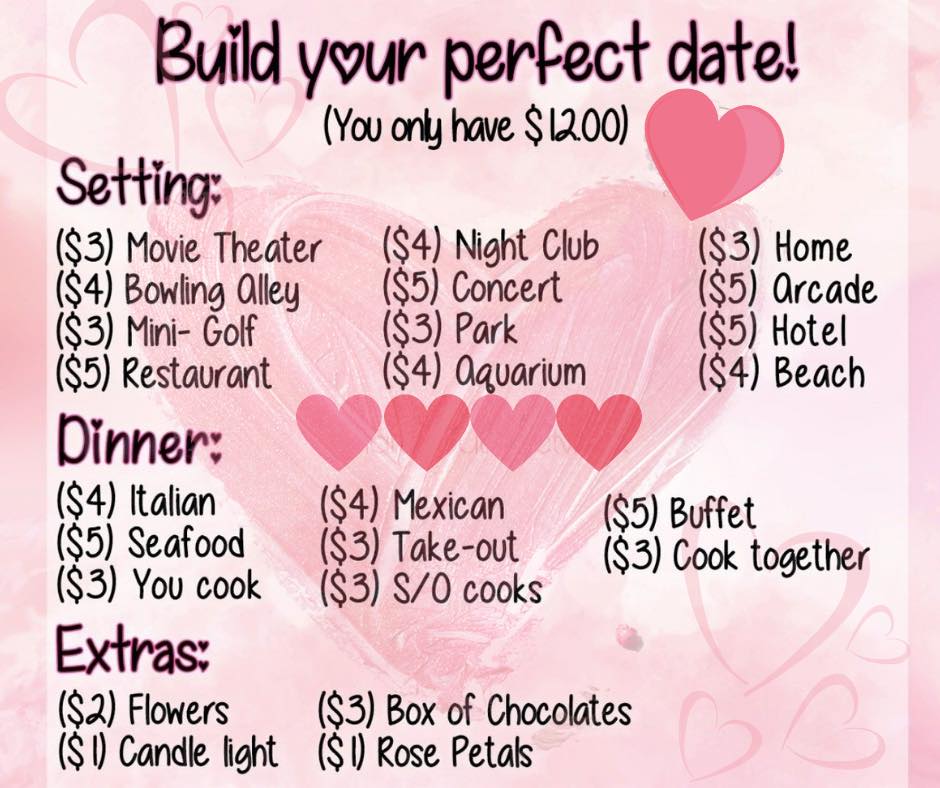 Build your perfect date!
(You only have $12.00)
Setting:
($3) Movie Theater
($4) Bowling Alley
($3) Mini- Golf
($5) Restaurant
($4) Night Club
($5) Concert
($3) Park
($4) Aquarium
($3) Home
($5) Arcade
($5) Hotel
($4) Beach
Dinner:
($4) Italian
($5) Seafood
($3) You cook
($4) Mexican
($3) Take-out
($3) S/O cooks
($5) Buffet
($3) Cook together
Extras:
($2) Flowers
($1) Candle light
($3) Box of Chocolates
($1) Rose Petals